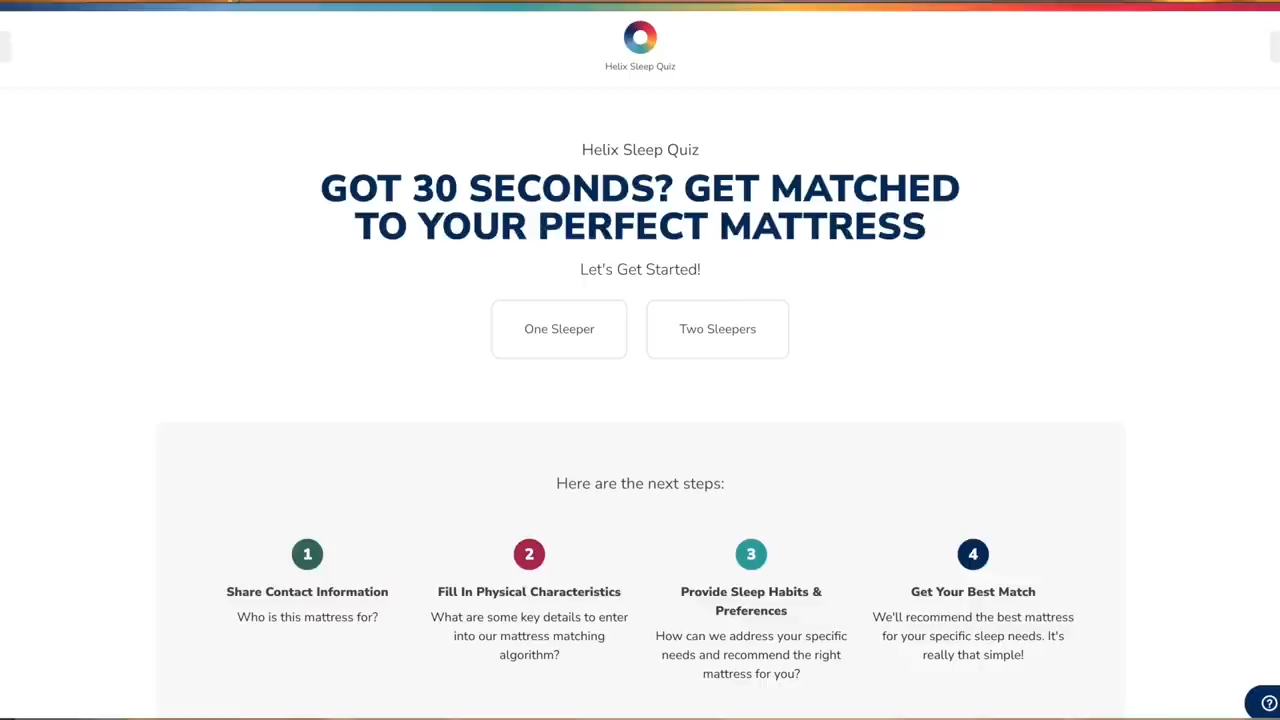 Helix Sleep Quiz
Helix Sleep Quiz
GOT 30 SECONDS? GET MATCHED
TO YOUR PERFECT MATTRESS
Let's Get Started!
One Sleeper
Two Sleepers
Here are the next steps:
1
Share Contact Information
Who is this mattress for?
2
Fill In Physical Characteristics
What are some key details to enter
into our mattress matching
algorithm?
3
Provide Sleep Habits &
Preferences
How can we address your specific
needs and recommend the right
mattress for you?
4
Get Your Best Match
We'll recommend the best mattress
for your specific sleep needs. It's
really that simple!
?